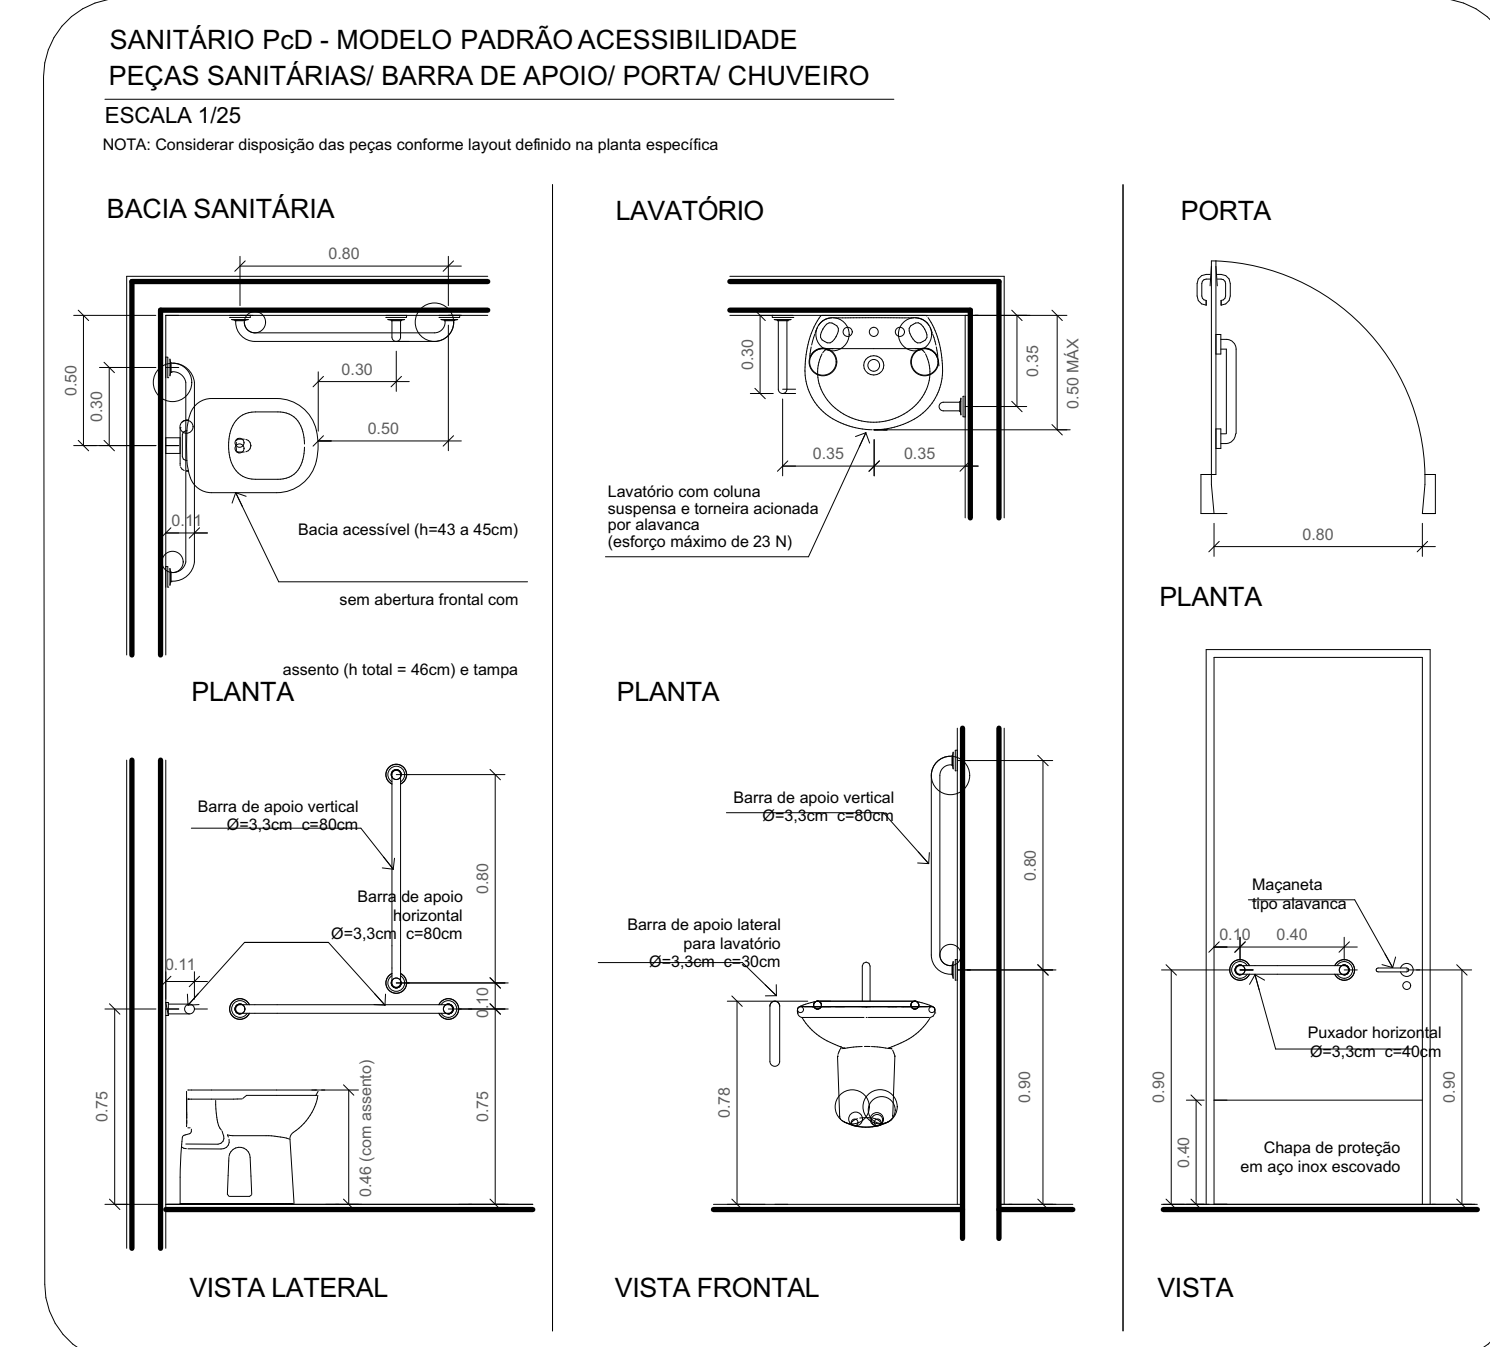 SANITÁRIO PcD - MODELO PADRÃO ACESSIBILIDADE
PEÇAS SANITÁRIAS/ BARRA DE APOIO/ PORTA/ CHUVEIRO
ESCALA 1/25
NOTA: Considerar disposição das peças conforme layout definido na planta específica
BACIA SANITÁRIA
0.80
0.50
0.30
0.30
0.50
0.11
Bacia acessível (h=43 a 45cm)
sem abertura frontal com
assento (h total = 46cm) e tampa
PLANTA
Barra de apoio vertical
Ø=3,3cm c=80cm
Barra de apoio
horizontal
Ø=3,3cm c=80cm
0.80
0.11
0.10
0.75
0.46 (com assento)
0.75
VISTA LATERAL
LAVATÓRIO
0.30
0.35
0.50 MÁX
0.35
0.35
Lavatório com coluna
suspensa e torneira acionada
por alavanca
(esforço máximo de 23 N)
PLANTA
Barra de apoio vertical
Ø=3,3cm c=80cm
0.80
Barra de apoio lateral
para lavatório
Ø=3,3cm c=30cm
0.78
0.90
VISTA FRONTAL
PORTA
0.80
PLANTA
Maçaneta
tipo alavanca
0.10
0.40
Puxador horizontal
Ø=3,3cm c=40cm
0.90
0.90
0.40
Chapa de proteção
em aço inox escovado
VISTA